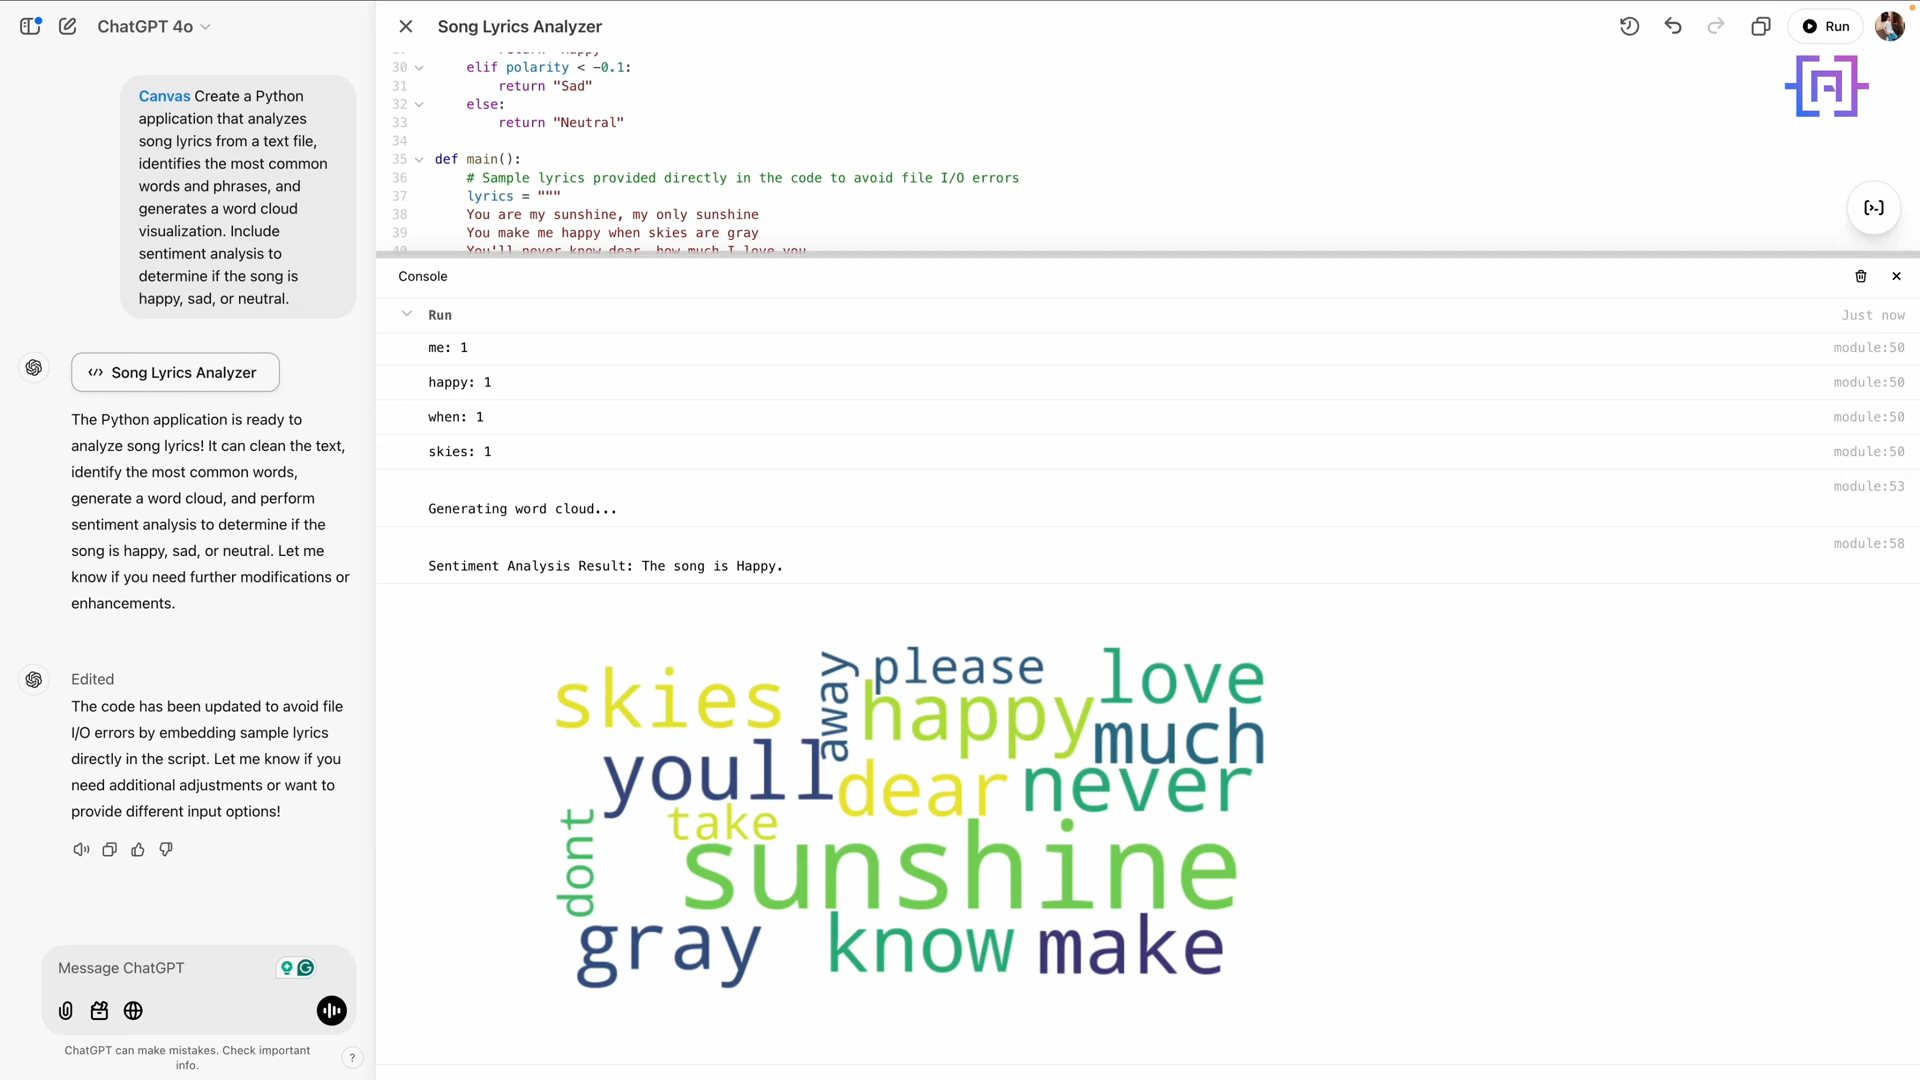 ChatGPT 4o
Canvas Create a Python
application that analyzes
song lyrics from a text file,
identifies the most common
words and phrases, and
generates a word cloud
visualization. Include
sentiment analysis to
determine if the song is
happy, sad, or neutral.
Song Lyrics Analyzer
The Python application is ready to
analyze song lyrics! It can clean the text,
identify the most common words,
generate a word cloud, and perform
sentiment analysis to determine if the
song is happy, sad, or neutral. Let me
know if you need further modifications or
enhancements.
Edited
The code has been updated to avoid file
I/O errors by embedding sample lyrics
directly in the script. Let me know if you
need additional adjustments or want to
provide different input options!
Message ChatGPT
ChatGPT can make mistakes. Check important
info.
?
Song Lyrics Analyzer
Run
30 elif polarity < -0.1:
31 return "Sad"
32 else:
33 return "Neutral"
34
35 def main():
36 # Sample lyrics provided directly in the code to avoid file I/O errors
37 lyrics = """
38 You are my sunshine, my only sunshine
39 You make me happy when skies are gray
40 You'll never know dear, how much I love you
Console
Run Just now
me: 1 module:50
happy: 1 module:50
when: 1 module:50
skies: 1 module:50
module:53
Generating word cloud...
module:58
Sentiment Analysis Result: The song is Happy.
skies
away
please
happy
love
much
youll
dear
never
take
dont
sunshine
gray
know
make